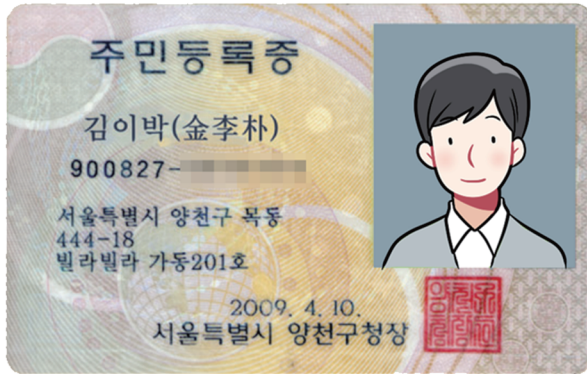 주민등록증
김이박(金李朴)
900827-
서울특별시 양천구 목동
444-18
빌라빌라 가동201호
2009. 4. 10.
서울특별시 양천구청장